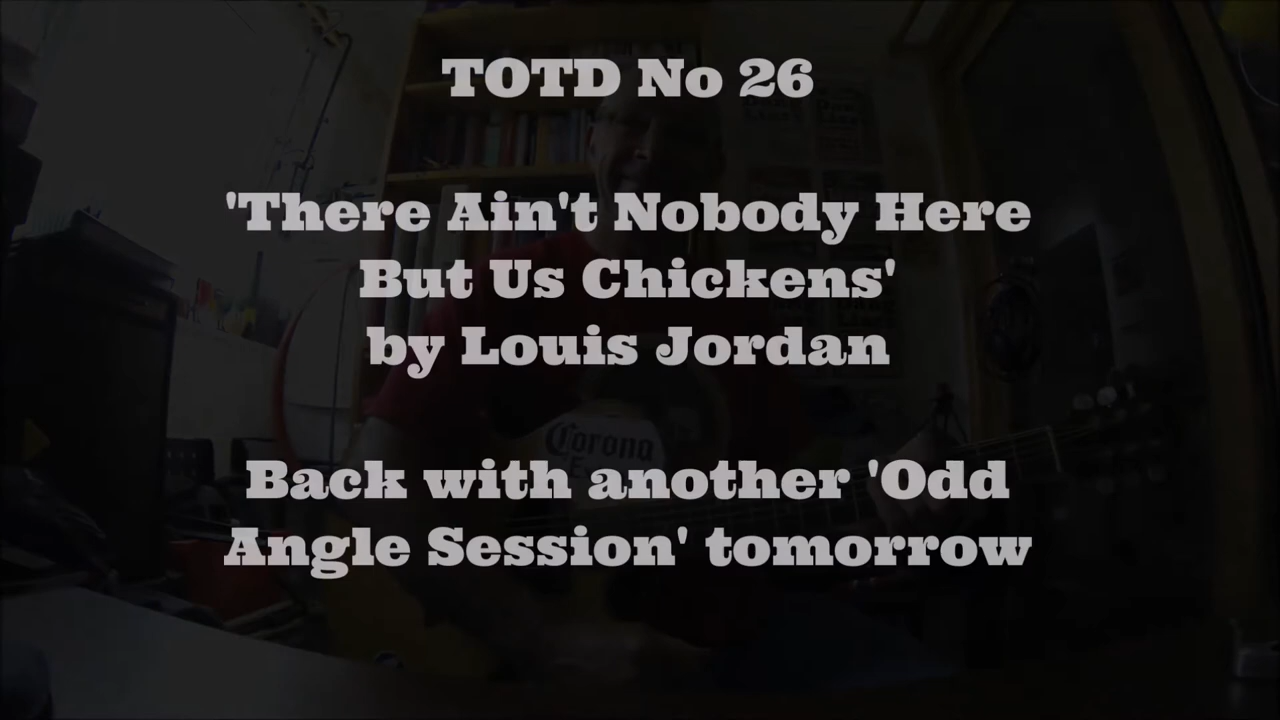 TOTD No 26
'There Ain't Nobody Here
But Us Chickens'
by Louis Jordan
Corona
Back with another 'Odd
Angle Session' tomorrow